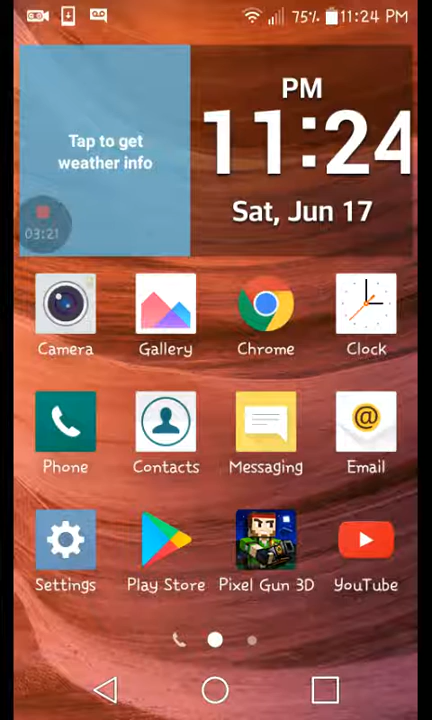 75% 11:24 PM
Tap to get
weather info
PM
11:24
Sat, Jun 17
03:21
Camera Gallery Chrome Clock
Phone Contacts Messaging Email
@
Settings Play Store Pixel Gun 3D YouTube